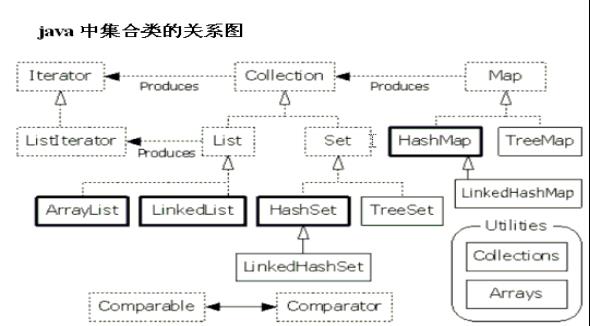 java 中集合类的关系图
Iterator
Produces
Collection
Produces
Map
ListIterator
Produces
List
Set
HashMap
TreeMap
ArrayList
LinkedList
HashSet
TreeSet
LinkedHashMap
Utilities
Collections
Arrays
LinkedHashSet
Comparable
Comparator